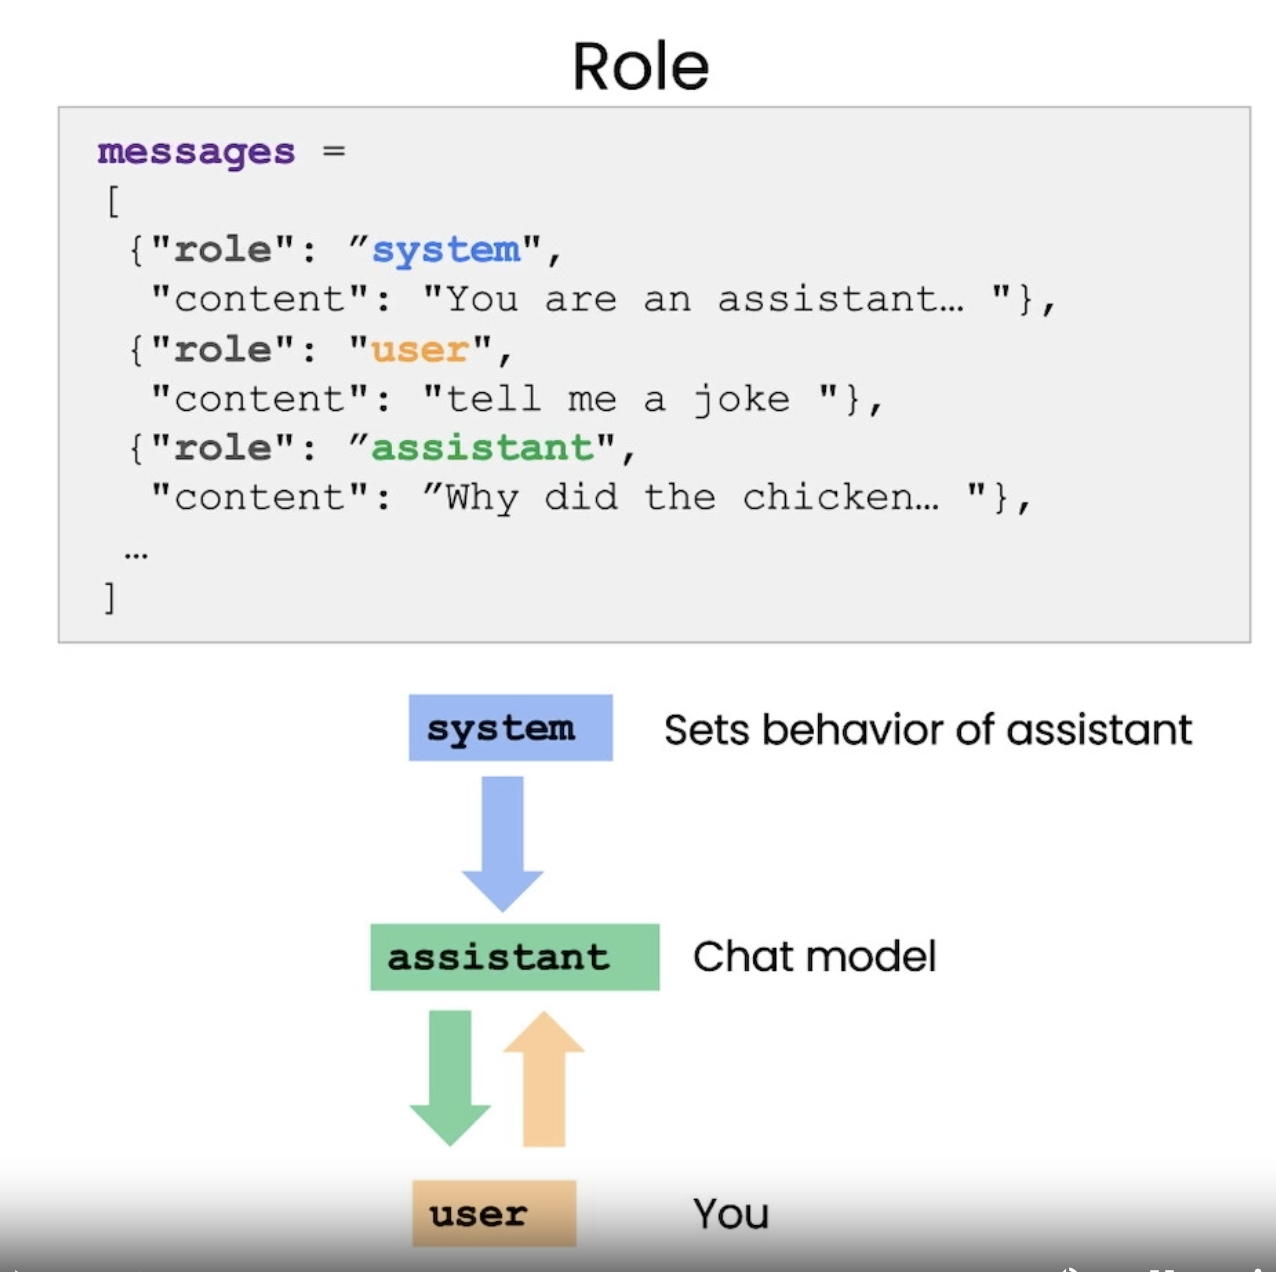 Role
messages =
[
{"role": ”system",
"content": "You are an assistant… "},
{"role": "user",
"content": "tell me a joke "},
{"role": ”assistant",
"content": ”Why did the chicken… "},
…
]
system Sets behavior of assistant
assistant Chat model
user You